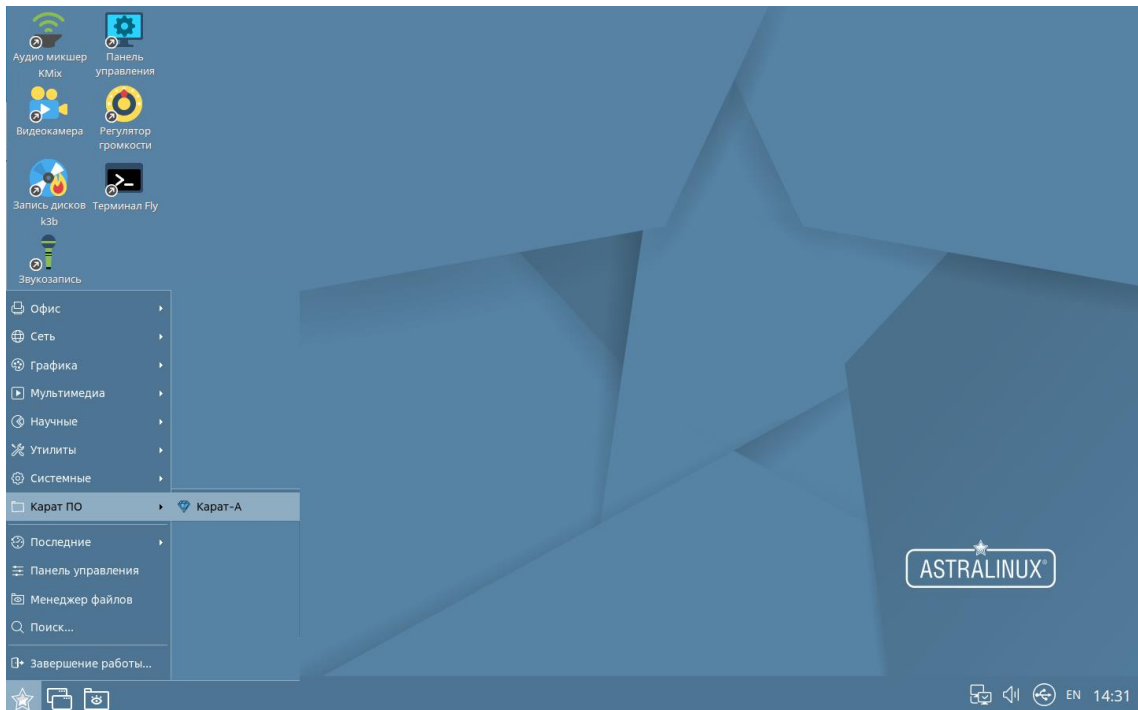 Аудио микшер
KMix
Панель
управления
Видеокамера
Регулятор
громкости
Запись дисков
k3b
Терминал Fly
Звукозапись
Офис
Сеть
Графика
Мультимедиа
Научные
Утилиты
Системные
Карат ПО
Карат-А
Последние
Панель управления
Менеджер файлов
Поиск...
Завершение работы...
ASTRALINUX®
EN 14:31